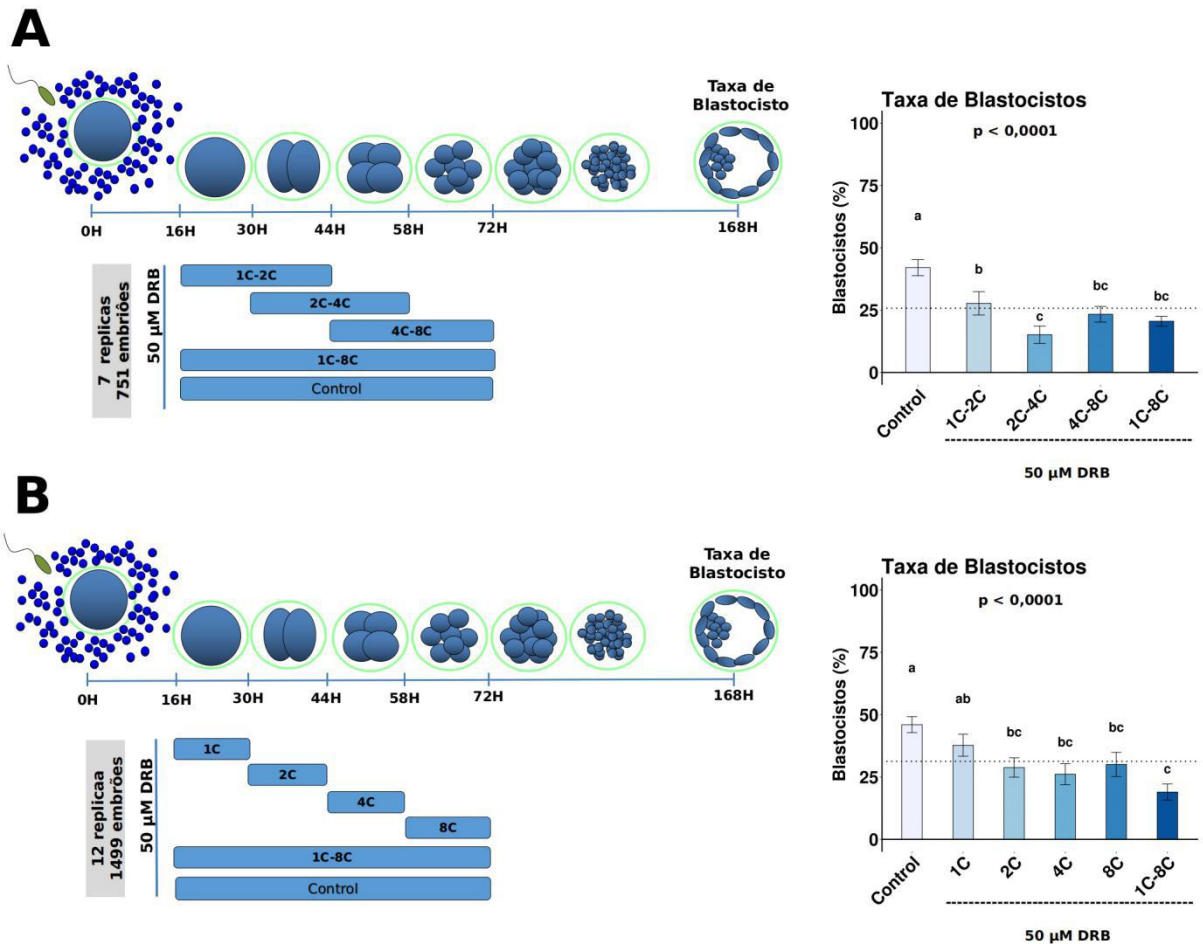 A
Taxa de
Blastocisto
0H 16H 30H 44H 58H 72H 168H
7 replicas
751 embriões
50 µM DRB
1C-2C
2C-4C
4C-8C
1C-8C
Control
Taxa de Blastocistos
p < 0,0001
Blastocistos (%)
100
75
50
25
0
a
b
c
bc
bc
Control 1C-2C 2C-4C 4C-8C 1C-8C
50 µM DRB
B
Taxa de
Blastocisto
0H 16H 30H 44H 58H 72H 168H
12 replicaa
1499 embrões
50 µM DRB
1C
2C
4C
8C
1C-8C
Control
Taxa de Blastocistos
p < 0,0001
Blastocistos (%)
100
75
50
25
0
a
ab
bc
bc
bc
c
Control 1C 2C 4C 8C 1C-8C
50 µM DRB